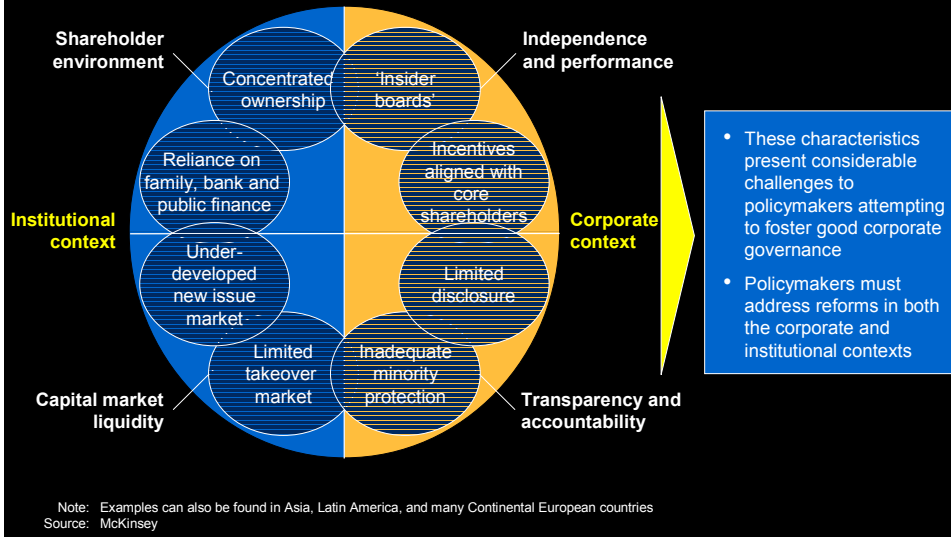 Shareholder
environment
Independence
and performance
Concentrated
ownership
'Insider
boards'
Reliance on
family, bank and
public finance
Incentives
aligned with
core
shareholders
Institutional
context
Corporate
context
Under-
developed
new issue
market
Limited
disclosure
Limited
takeover
market
Inadequate
minority
protection
Capital market
liquidity
Transparency and
accountability
• These characteristics
present considerable
challenges to
policymakers attempting
to foster good corporate
governance
• Policymakers must
address reforms in both
the corporate and
institutional contexts
Note: Examples can also be found in Asia, Latin America, and many Continental European countries
Source: McKinsey